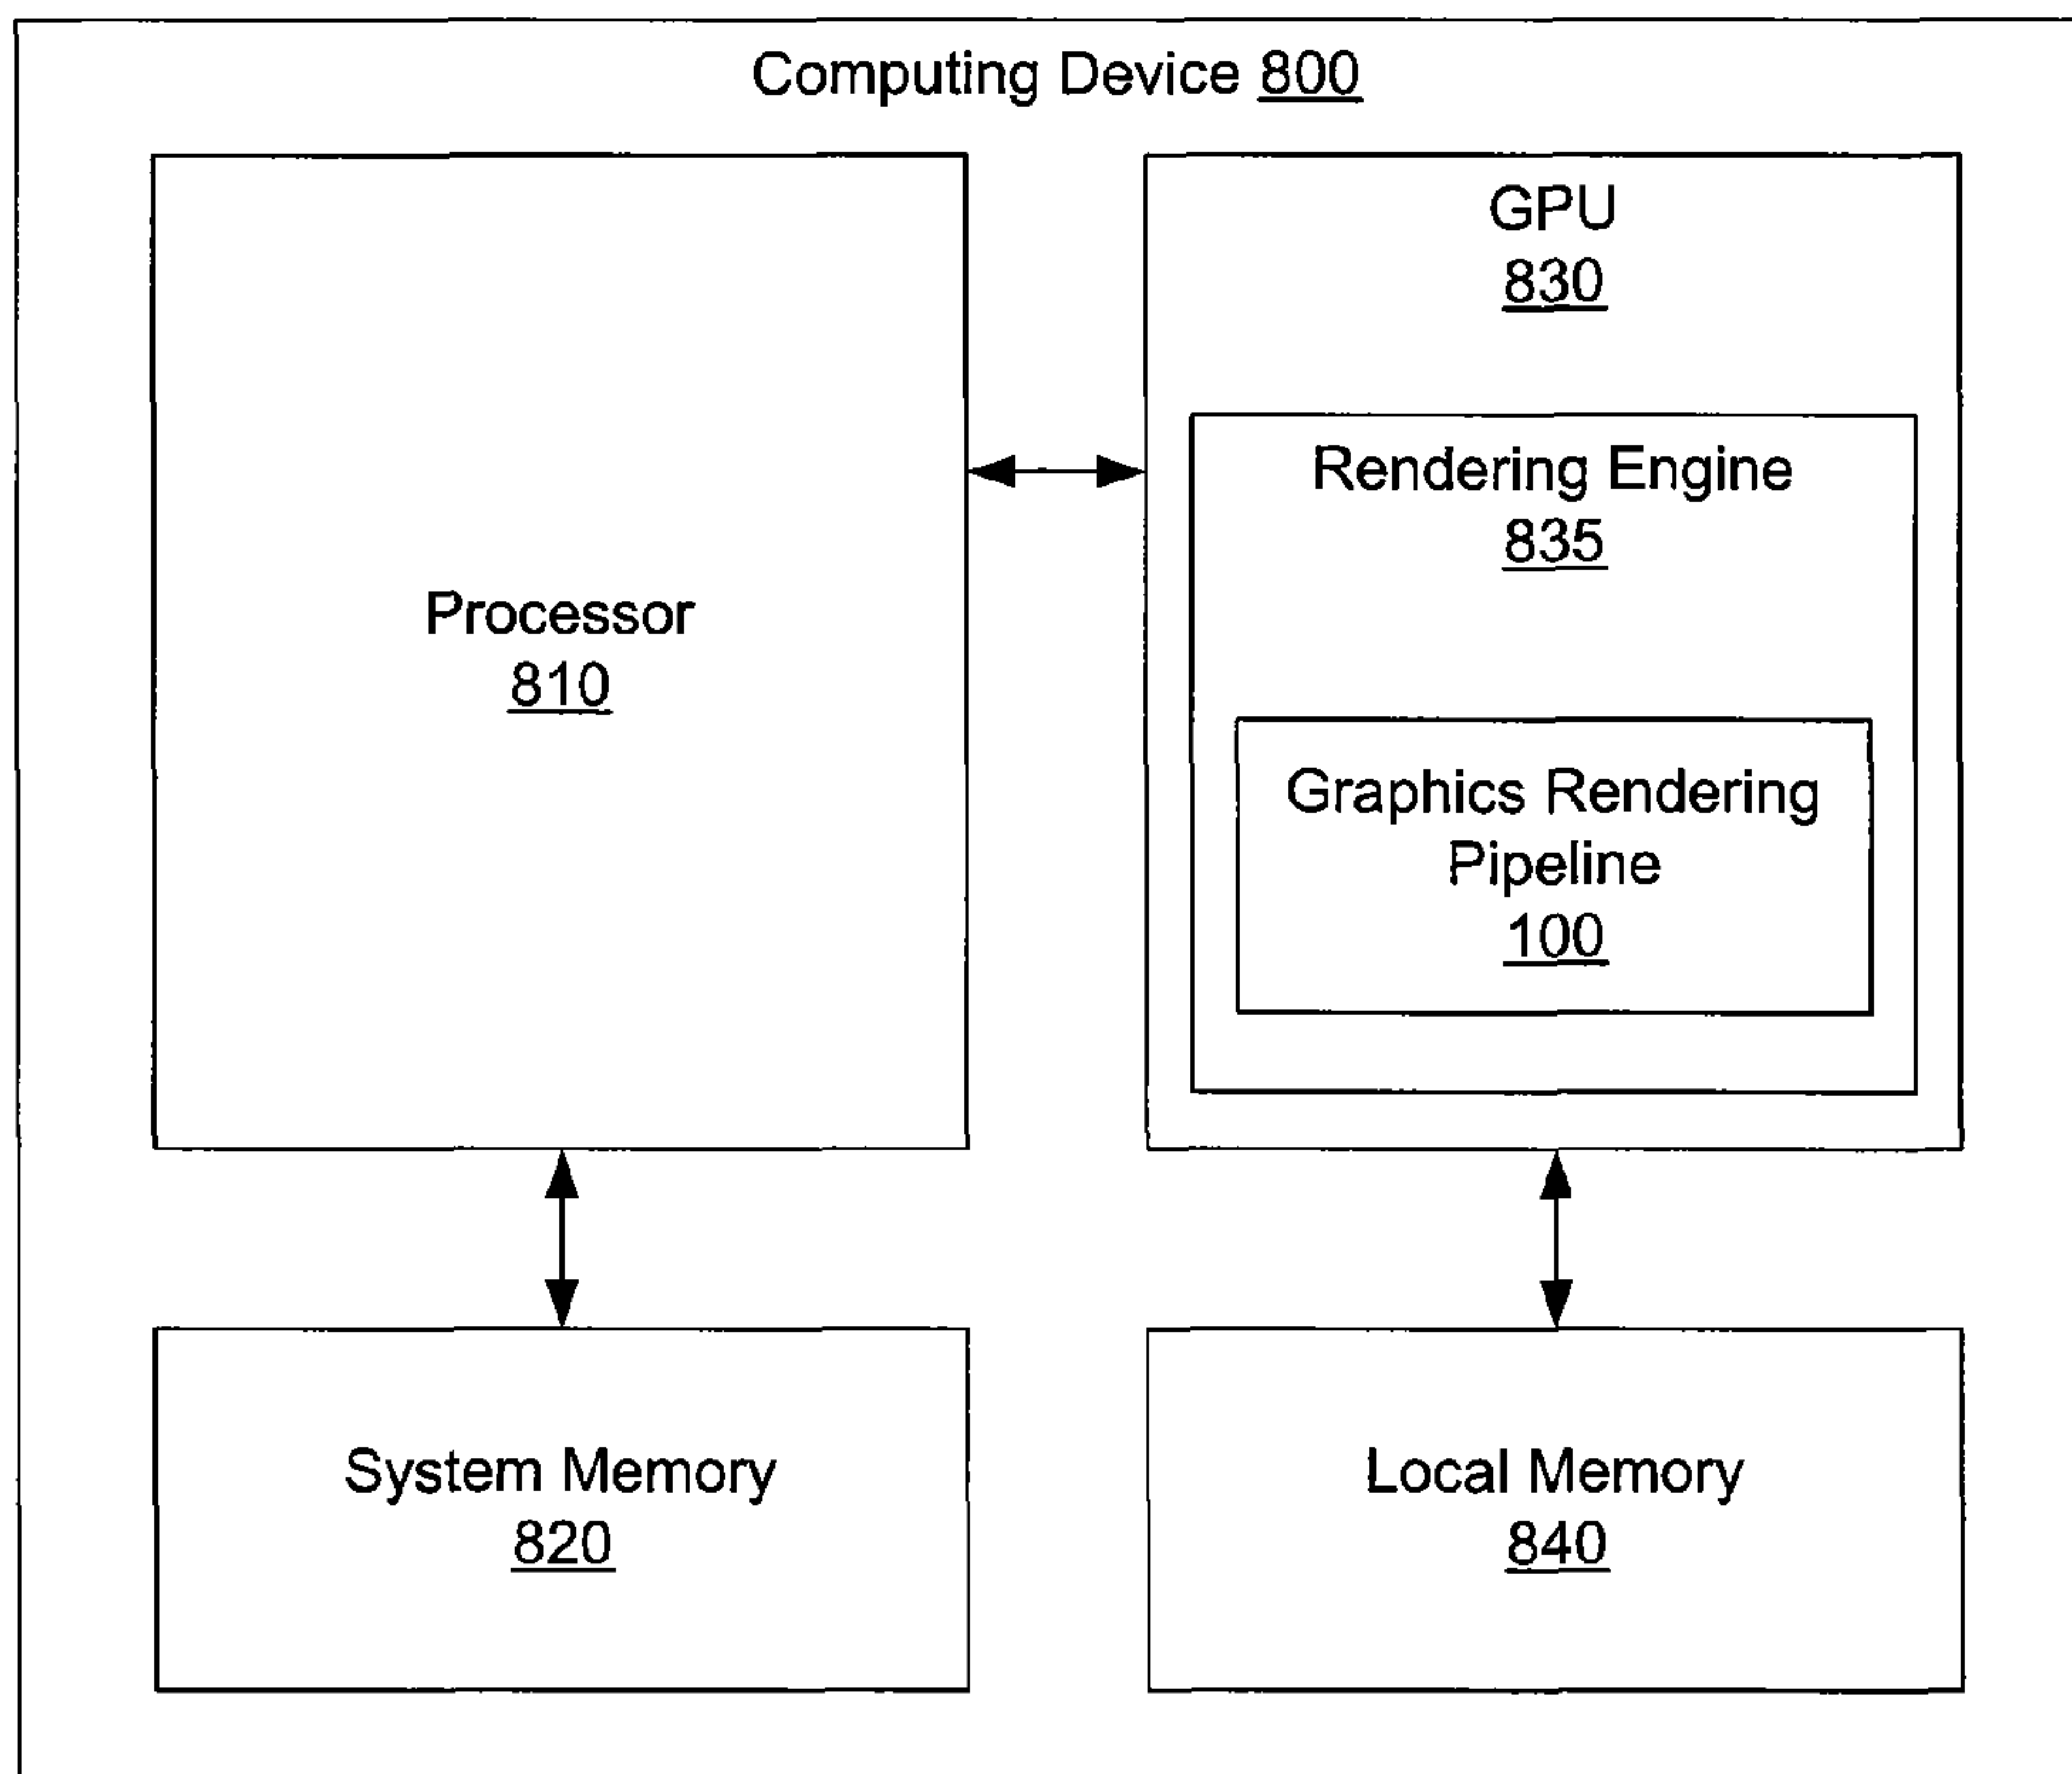 Computing Device 800
Processor
810
GPU
830
Rendering Engine
835
Graphics Rendering
Pipeline
100
System Memory
820
Local Memory
840